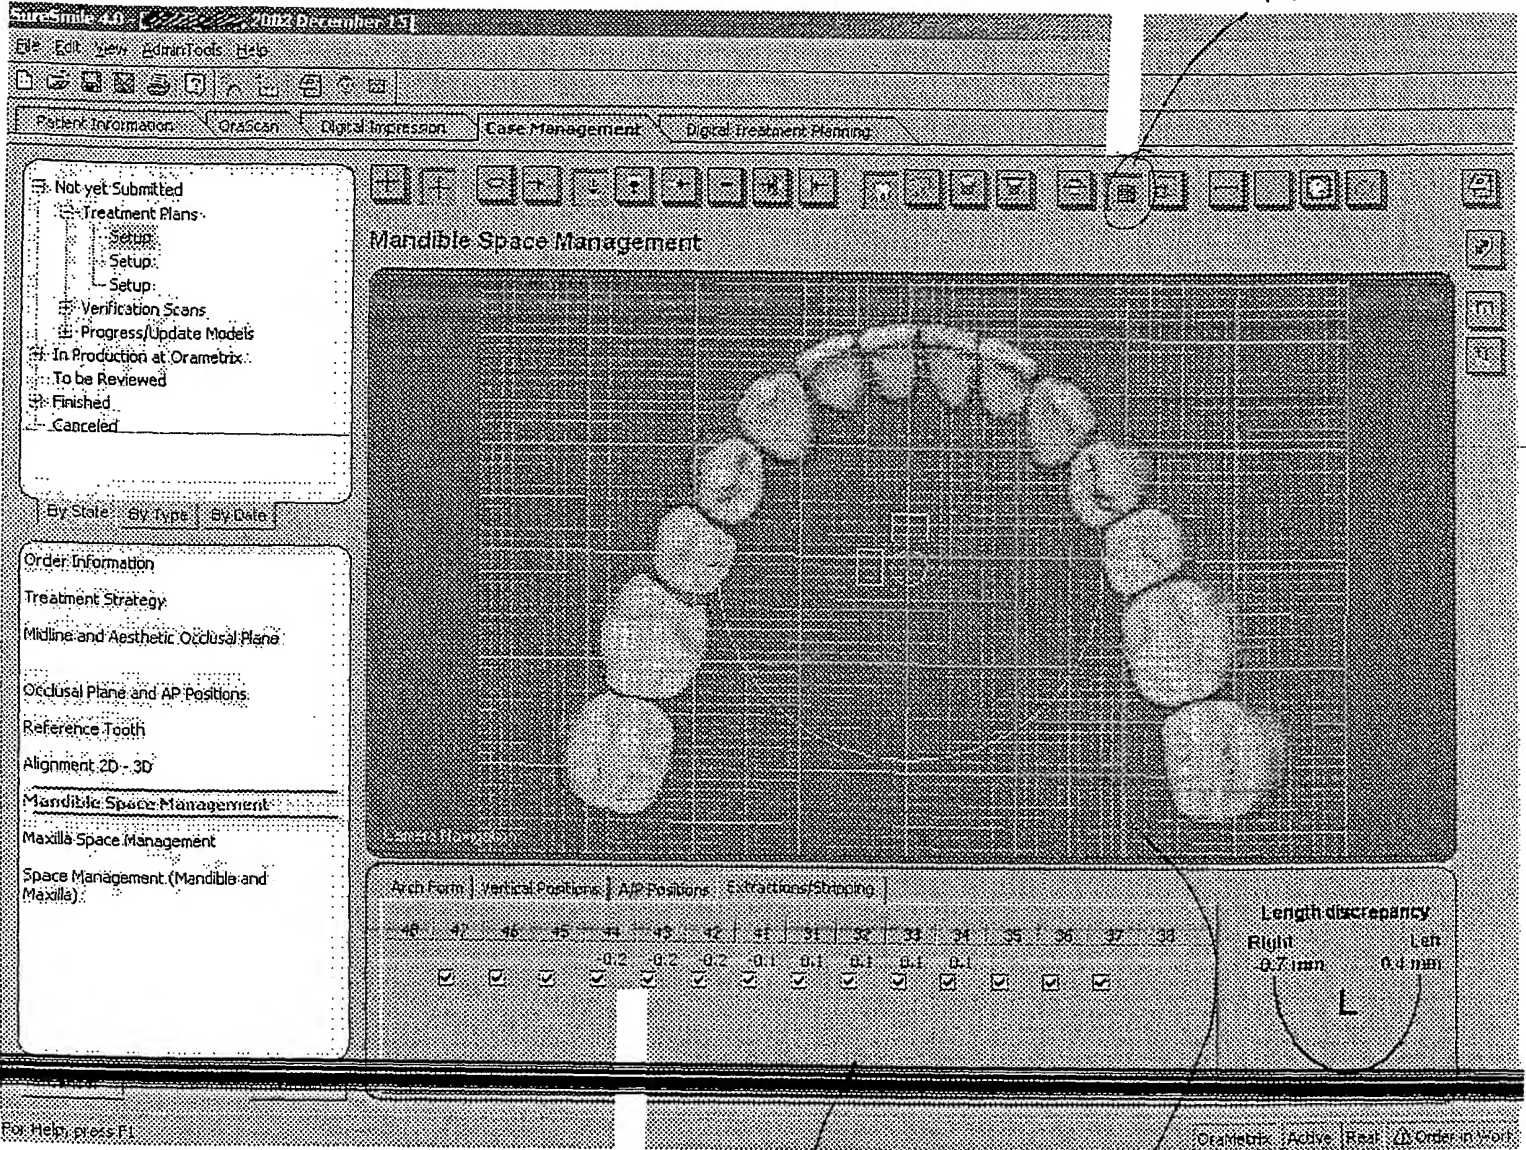 SureSmile 4.0 - [ , 2002 December 15]
File Edit View AdminTools Help
Patient Information OraScan Digital Impression Case Management Digital Treatment Planning
Not yet Submitted
Treatment Plans
Setup
Setup
Setup
Verification Scans
Progress/Update Models
In Production at Orametrix
To be Reviewed
Finished
Canceled
By State By Type By Date
Order Information
Treatment Strategy
Midline and Aesthetic Occlusal Plane
Occlusal Plane and AP Positions
Reference Tooth
Alignment 2D - 3D
Mandible Space Management
Maxilla Space Management
Space Management (Mandible and
Maxilla)
Mandible Space Management
Arch Form Vertical Positions A/P Positions Extractions/Stripping
48 47 46 45 44 43 42 41 31 32 33 34 35 36 37 38
-0.2 -0.2 -0.2 -0.1 0.1 0.1 0.1 0.1
Length discrepancy
Right Left
-0.7 mm 0.4 mm
L
For Help, press F1
OraMetrix Active Real Order in Work